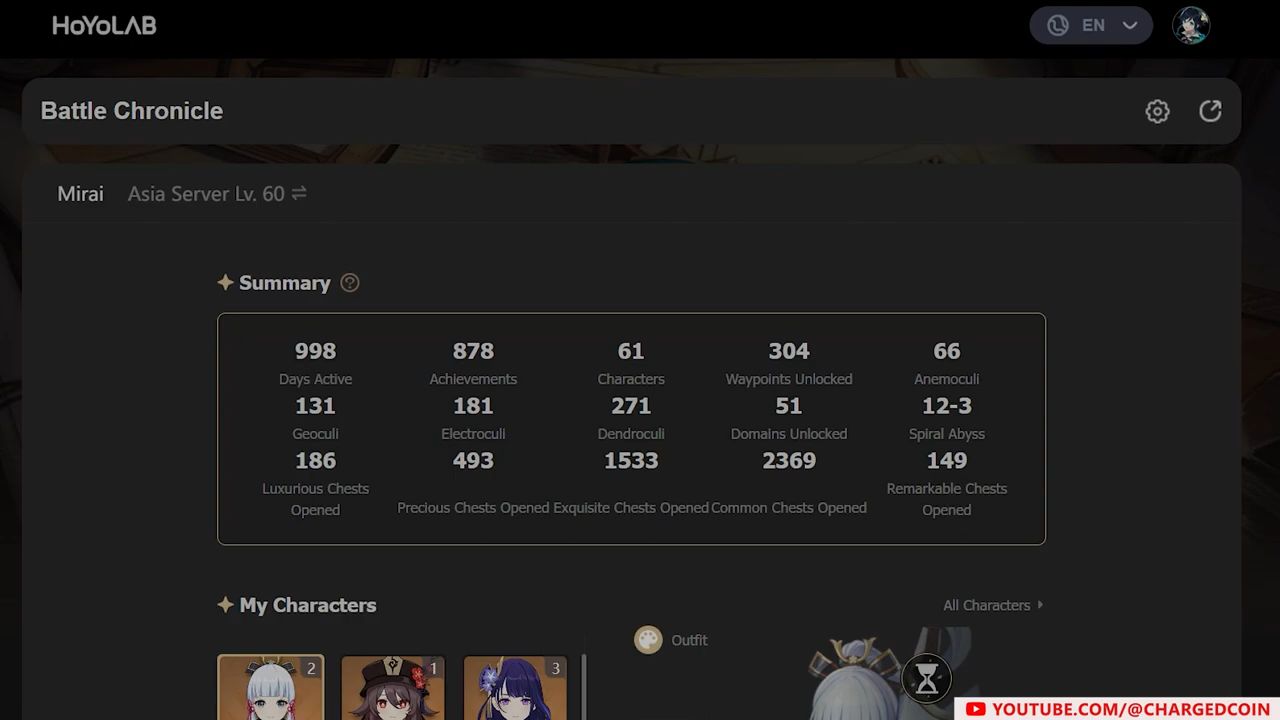 HoYoLAB
EN
Battle Chronicle
Mirai Asia Server Lv. 60
Summary
998 878 61 304 66
Days Active Achievements Characters Waypoints Unlocked Anemoculi
131 181 271 51 12-3
Geoculi Electroculi Dendroculi Domains Unlocked Spiral Abyss
186 493 1533 2369 149
Luxurious Chests Opened Precious Chests Opened Exquisite Chests Opened Common Chests Opened Remarkable Chests Opened
My Characters
All Characters
Outfit
2 1 3
YOUTUBE.COM/@CHARGEDCOIN